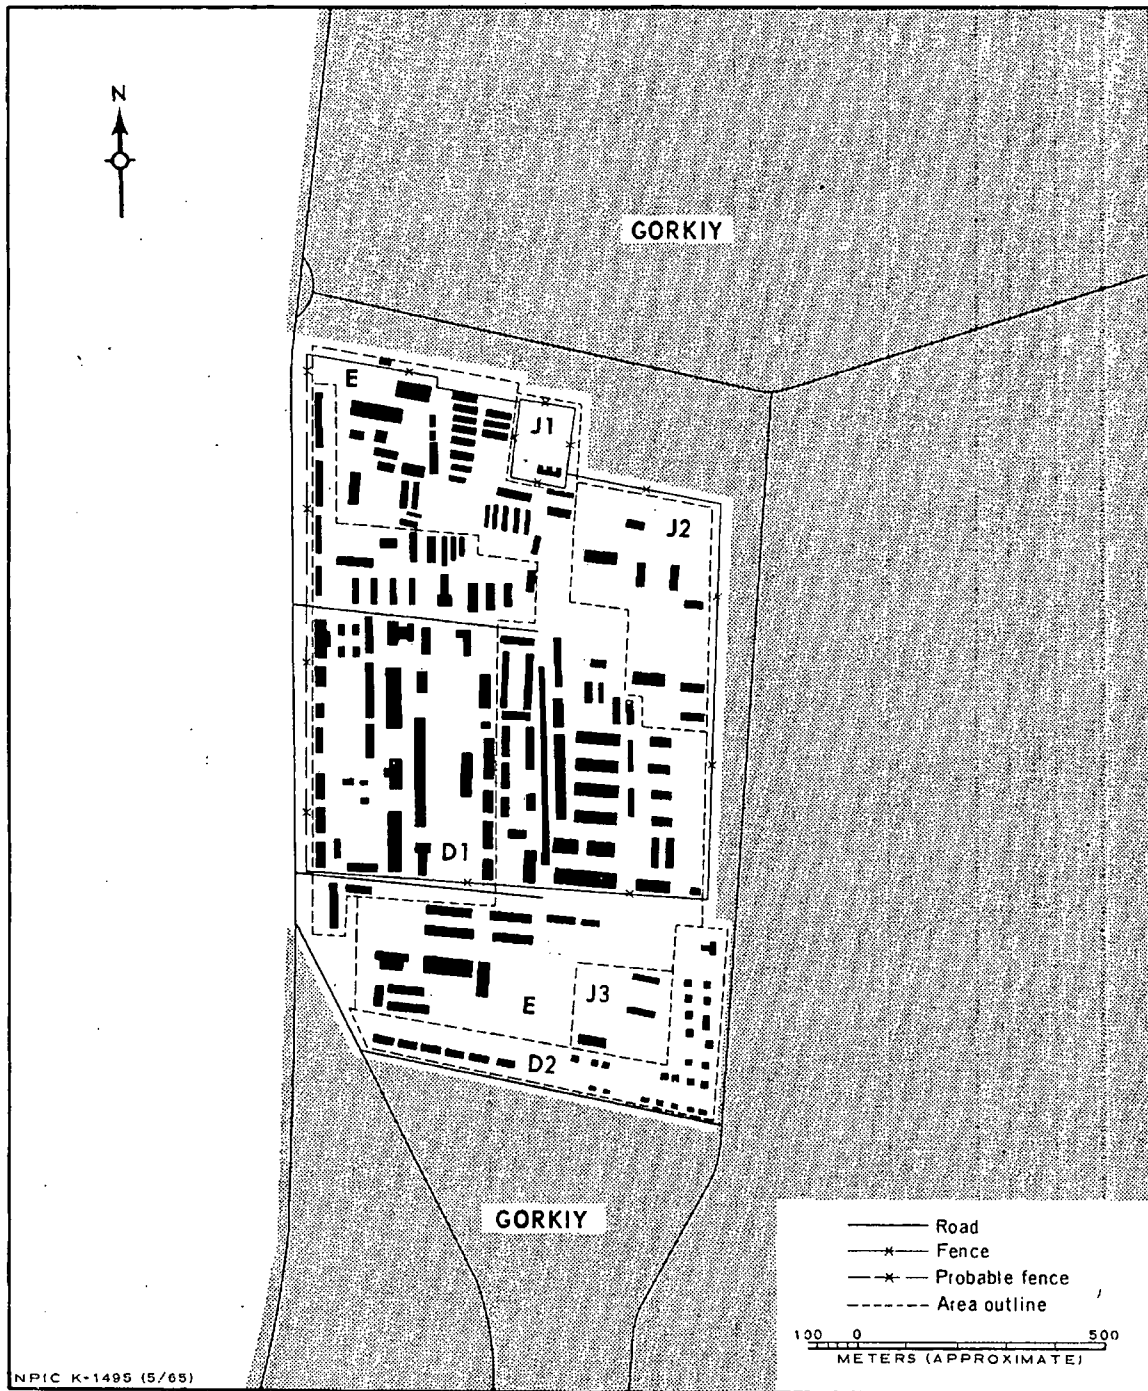 N
GORKIY
E
J1
J2
D1
E
J3
D2
GORKIY
Road
Fence
Probable fence
Area outline
100 0 500
METERS (APPROXIMATE)
NPIC K-1495 (5/65)